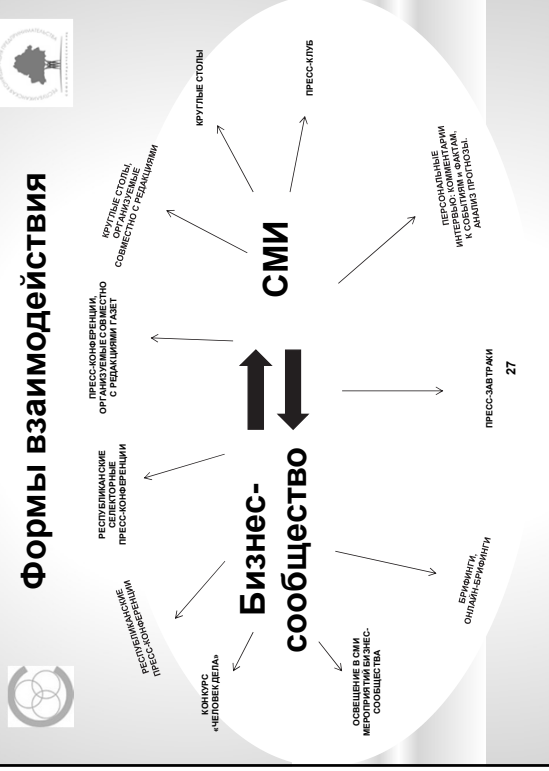 Формы взаимодействия
РЕСПУБЛИКАНСКИЕ
ПРЕСС-КОНФЕРЕНЦИИ
РЕСПУБЛИКАНСКИЕ
СЕЛЕКТОРНЫЕ
ПРЕСС-КОНФЕРЕНЦИИ
ПРЕСС-КОНФЕРЕНЦИИ,
ОРГАНИЗУЕМЫЕ СОВМЕСТНО
С РЕДАКЦИЯМИ ГАЗЕТ
КРУГЛЫЕ СТОЛЫ,
ОРГАНИЗУЕМЫЕ
СОВМЕСТНО С РЕДАКЦИЯМИ
КРУГЛЫЕ СТОЛЫ
КОНКУРС
«ЧЕЛОВЕК ДЕЛА»
Бизнес-
сообщество
СМИ
ПРЕСС-КЛУБ
ОСВЕЩЕНИЕ В СМИ
МЕРОПРИЯТИЙ БИЗНЕС-
СООБЩЕСТВА
БРИФИНГИ,
ОНЛАЙН-БРИФИНГИ
ПРЕСС-ЗАВТРАКИ
ПЕРСОНАЛЬНЫЕ
ИНТЕРВЬЮ: КОММЕНТАРИИ
К СОБЫТИЯМ и ФАКТАМ,
АНАЛИЗ ПРОГНОЗЫ.
27